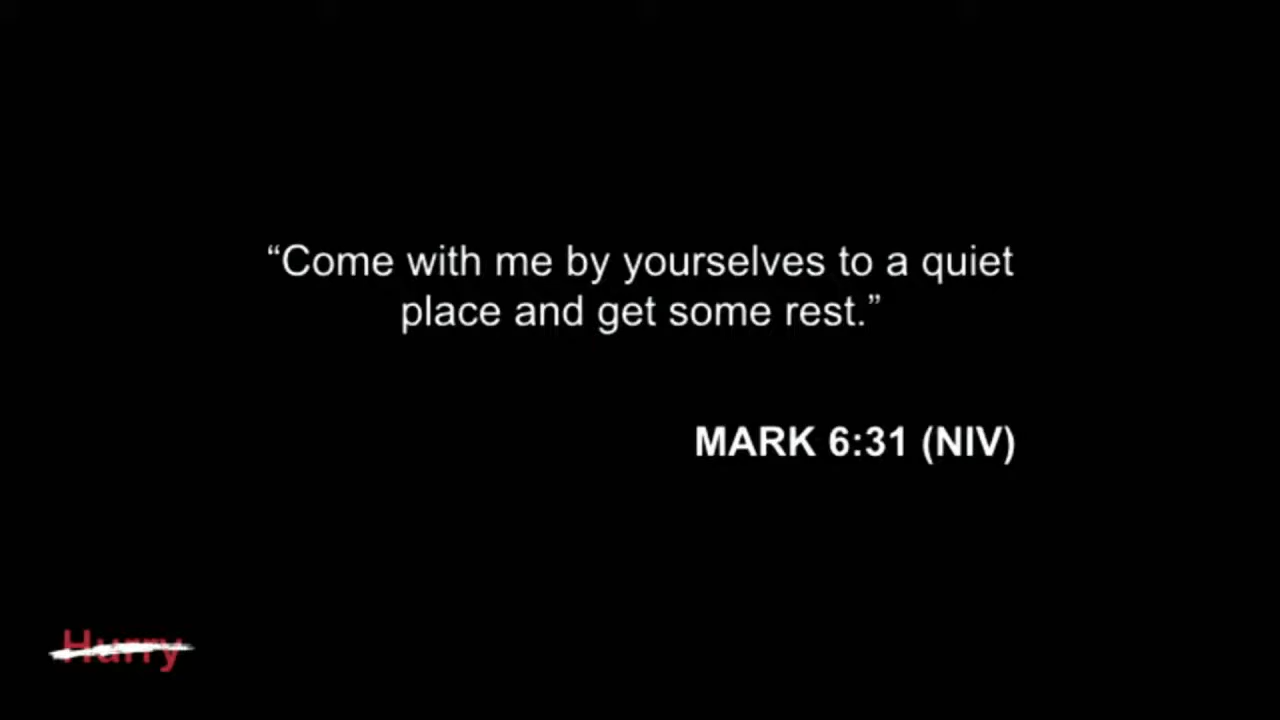 “Come with me by yourselves to a quiet
place and get some rest.”
MARK 6:31 (NIV)
Hurry